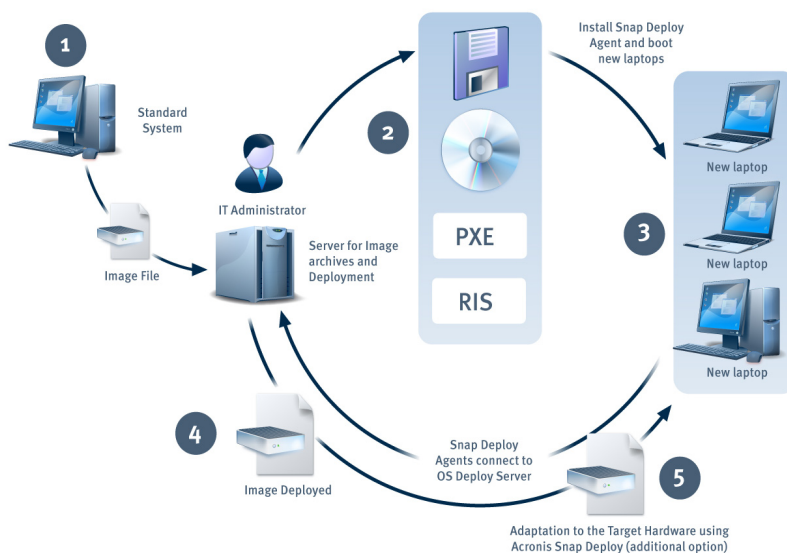 1
Standard
System
Image File
IT Administrator
Server for Image
archives and
Deployment
2
PXE
RIS
Install Snap Deploy
Agent and boot
new laptops
3
New laptop
New laptop
New laptop
4
Image Deployed
Snap Deploy
Agents connect to
OS Deploy Server
5
Adaptation to the Target Hardware using
Acronis Snap Deploy (additional option)